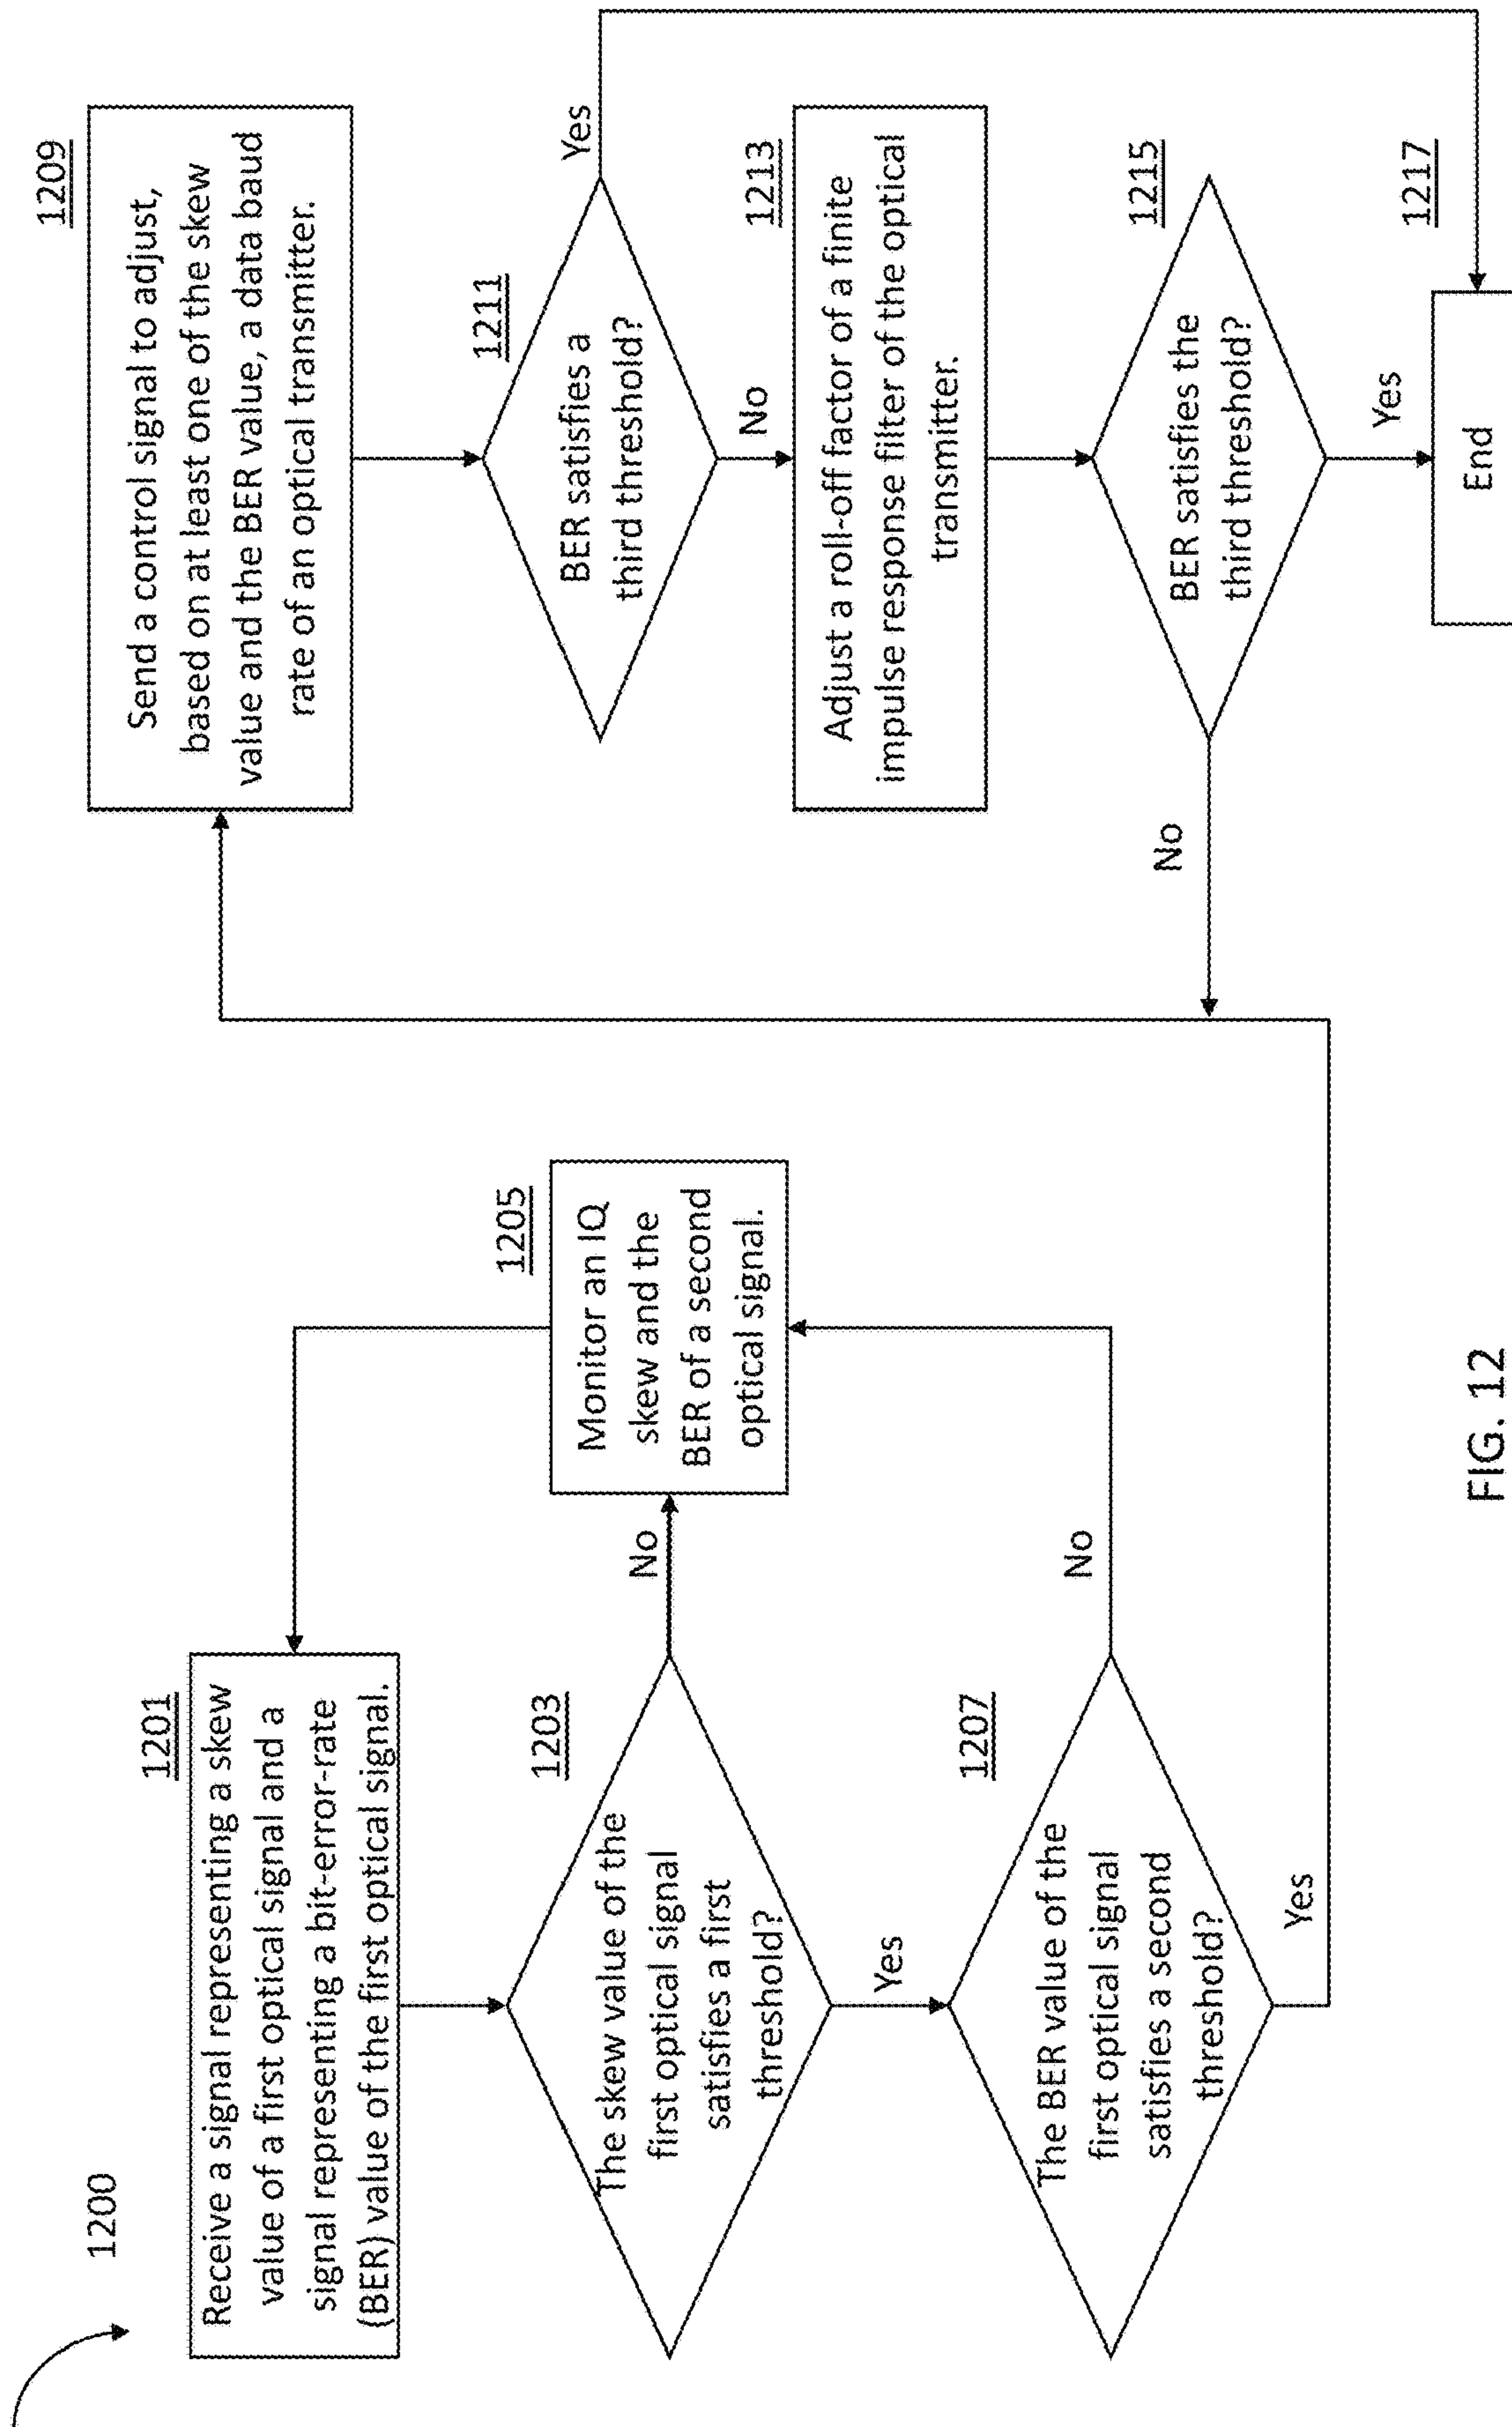 1200
1201
Receive a signal representing a skew
value of a first optical signal and a
signal representing a bit-error-rate
(BER) value of the first optical signal.
1203
The skew value of the
first optical signal
satisfies a first
threshold?
No
Yes
1205
Monitor an IQ
skew and the
BER of a second
optical signal.
1207
The BER value of the
first optical signal
satisfies a second
threshold?
No
Yes
1209
Send a control signal to adjust,
based on at least one of the skew
value and the BER value, a data baud
rate of an optical transmitter.
1211
BER satisfies a
third threshold?
Yes
No
1213
Adjust a roll-off factor of a finite
impulse response filter of the optical
transmitter.
1215
BER satisfies the
third threshold?
No
Yes
1217
End
FIG. 12